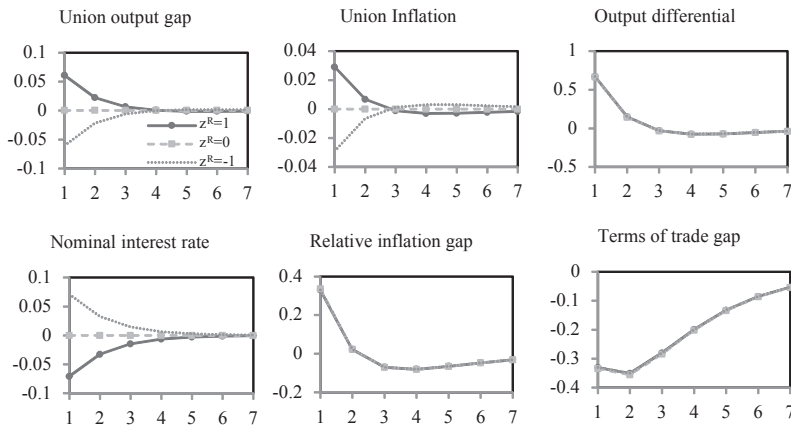 Union output gap
0.1
0.05
0
-0.05
-0.1
zᴿ=1
zᴿ=0
zᴿ=-1
1 2 3 4 5 6 7
Union Inflation
0.04
0.02
0
-0.02
-0.04
1 2 3 4 5 6 7
Output differential
1
0.5
0
-0.5
1 2 3 4 5 6 7
Nominal interest rate
0.1
0.05
0
-0.05
-0.1
1 2 3 4 5 6 7
Relative inflation gap
0.4
0.2
0
-0.2
1 2 3 4 5 6 7
Terms of trade gap
0
-0.1
-0.2
-0.3
-0.4
1 2 3 4 5 6 7